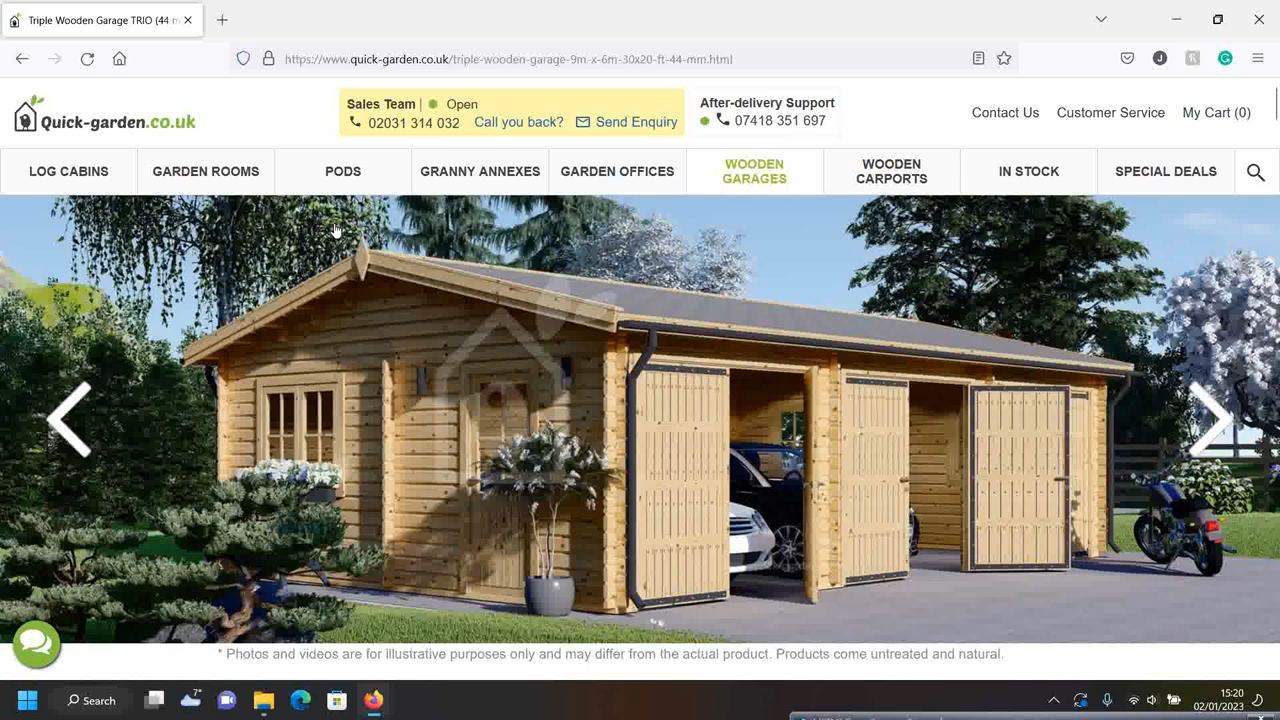 Triple Wooden Garage TRIO (44 m
https://www.quick-garden.co.uk/triple-wooden-garage-9m-x-6m-30x20-ft-44-mm.html
Quick-garden.co.uk
Sales Team | Open
02031 314 032 Call you back? Send Enquiry
After-delivery Support
07418 351 697
Contact Us Customer Service My Cart (0)
LOG CABINS GARDEN ROOMS PODS GRANNY ANNEXES GARDEN OFFICES WOODEN GARAGES WOODEN CARPORTS IN STOCK SPECIAL DEALS
* Photos and videos are for illustrative purposes only and may differ from the actual product. Products come untreated and natural.
7°
Search
15:20
02/01/2023